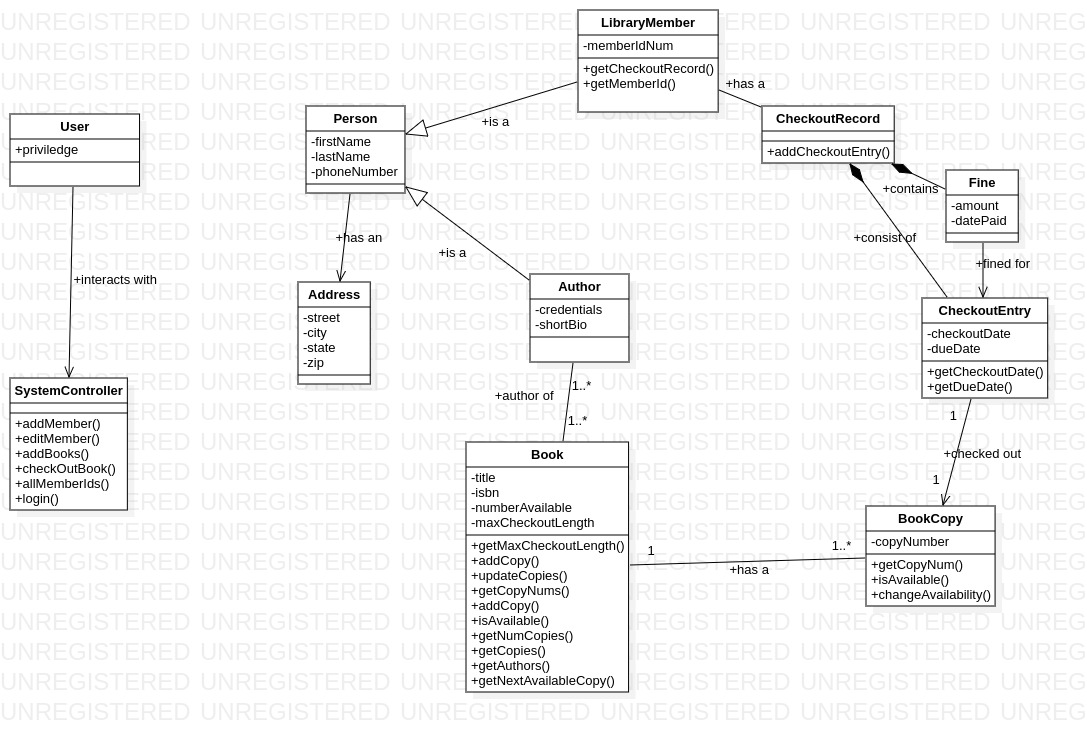 LibraryMember
-memberIdNum
+getCheckoutRecord()
+getMemberId()
+has a
+is a
User
+priviledge
Person
-firstName
-lastName
-phoneNumber
CheckoutRecord
+addCheckoutEntry()
+contains
Fine
-amount
-datePaid
+has an
+is a
+consist of
+fined for
+interacts with
Address
-street
-city
-state
-zip
Author
-credentials
-shortBio
CheckoutEntry
-checkoutDate
-dueDate
+getCheckoutDate()
+getDueDate()
SystemController
+addMember()
+editMember()
+addBooks()
+checkOutBook()
+allMemberIds()
+login()
+author of
1..*
1..*
1
+checked out
1
Book
-title
-isbn
-numberAvailable
-maxCheckoutLength
+getMaxCheckoutLength()
+addCopy()
+updateCopies()
+getCopyNums()
+addCopy()
+isAvailable()
+getNumCopies()
+getCopies()
+getAuthors()
+getNextAvailableCopy()
1
1..*
+has a
BookCopy
-copyNumber
+getCopyNum()
+isAvailable()
+changeAvailability()
UNREGISTERED UNREGISTERED UNREGISTERED UNREGISTERED UNREGISTERED